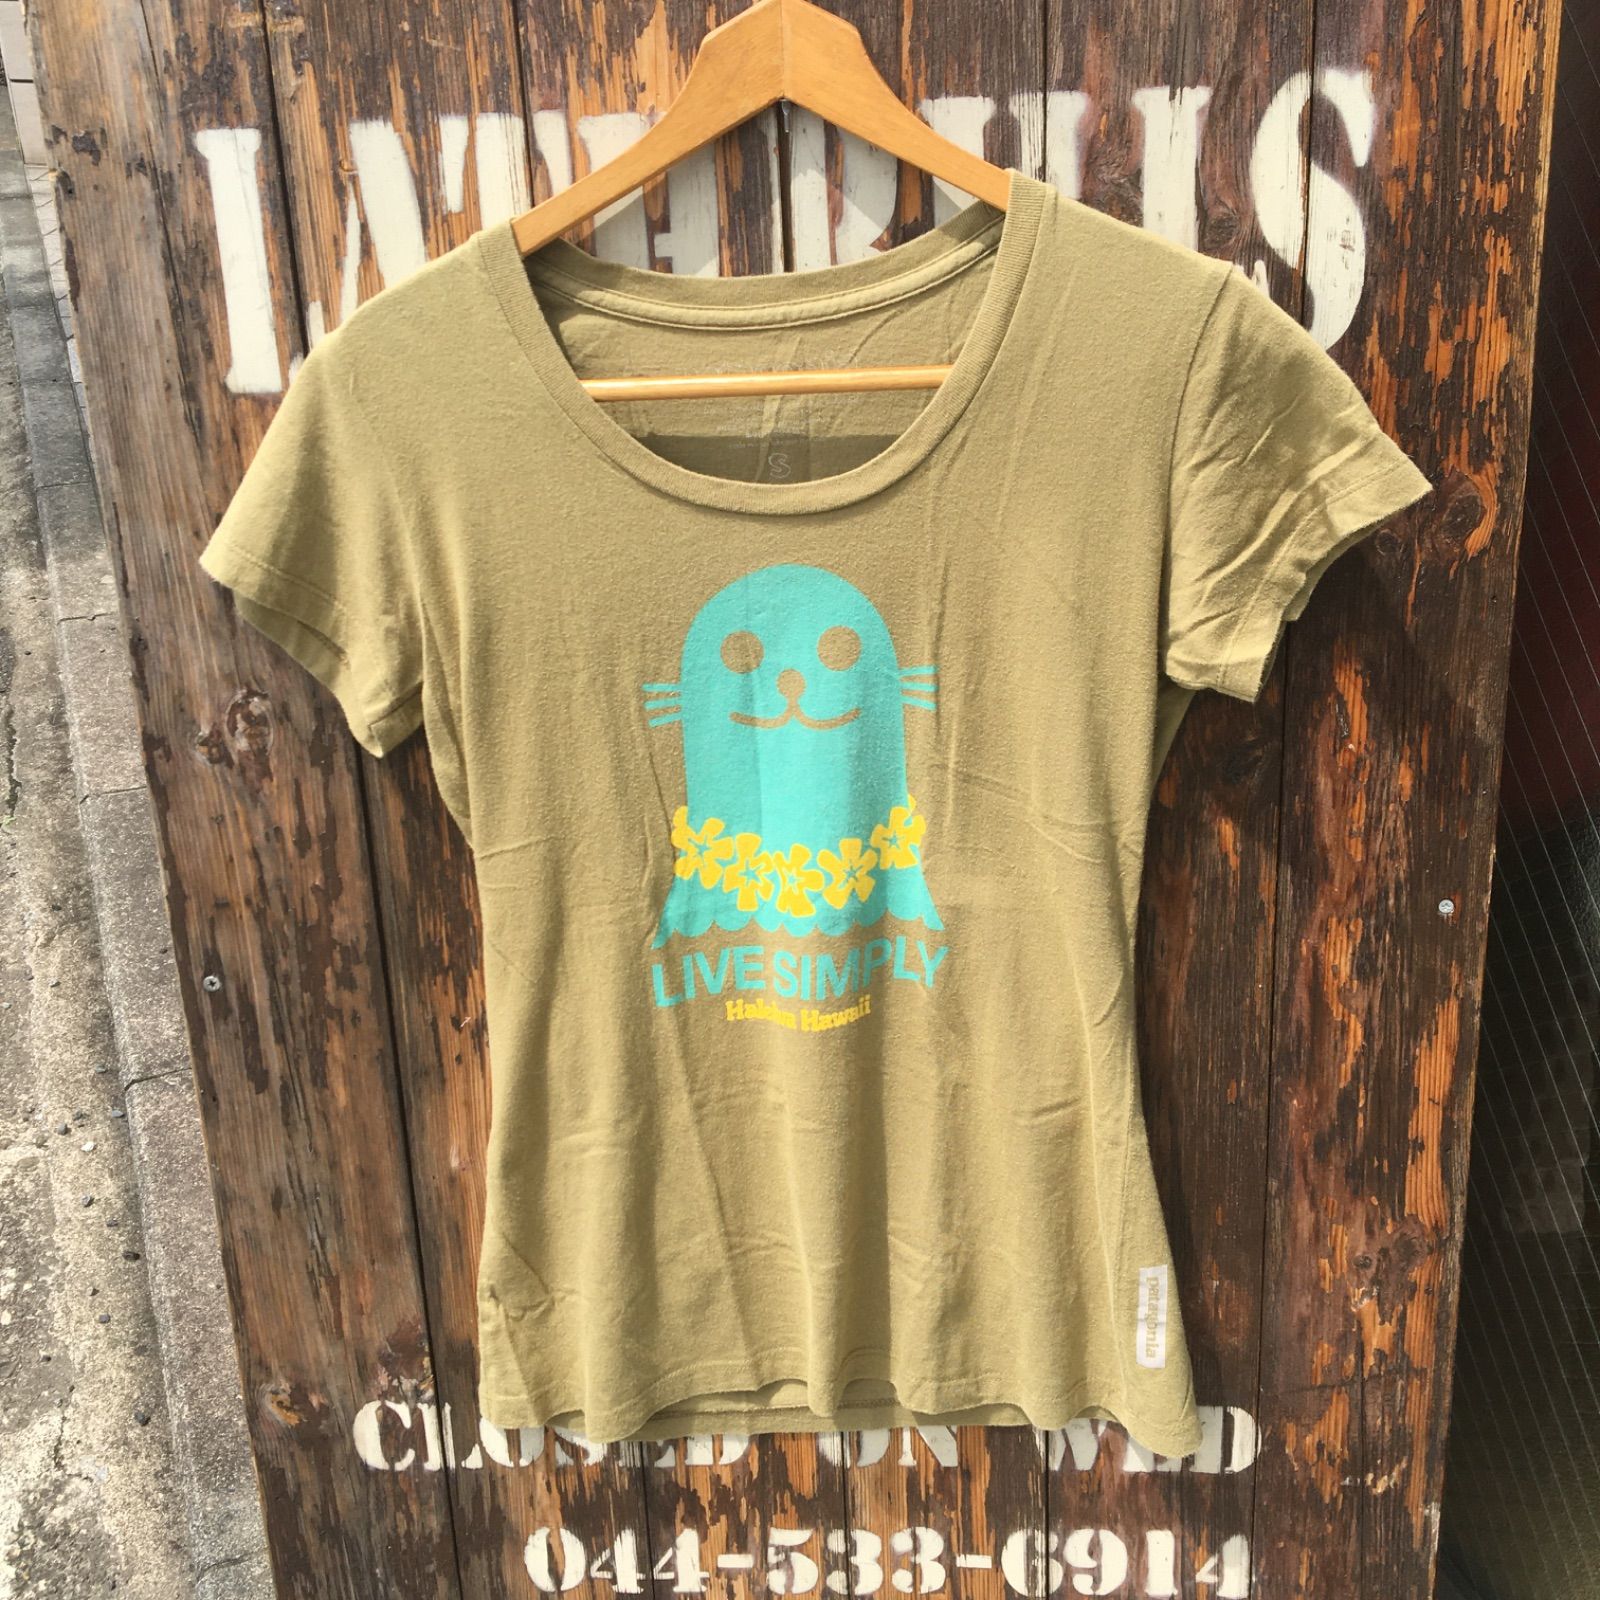 S
LIVE SIMPLY
Haleiwa Hawaii
patagonia
CLOSED ON WED
044-533-6914